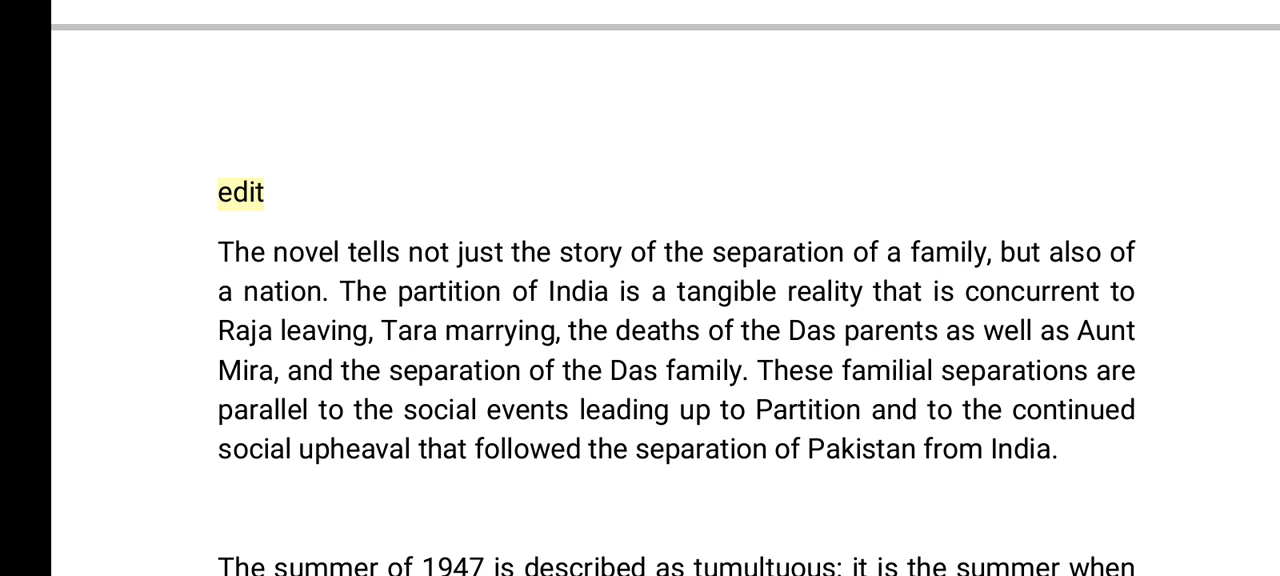 edit
The novel tells not just the story of the separation of a family, but also of
a nation. The partition of India is a tangible reality that is concurrent to
Raja leaving, Tara marrying, the deaths of the Das parents as well as Aunt
Mira, and the separation of the Das family. These familial separations are
parallel to the social events leading up to Partition and to the continued
social upheaval that followed the separation of Pakistan from India.
The summer of 1947 is described as tumultuous; it is the summer when